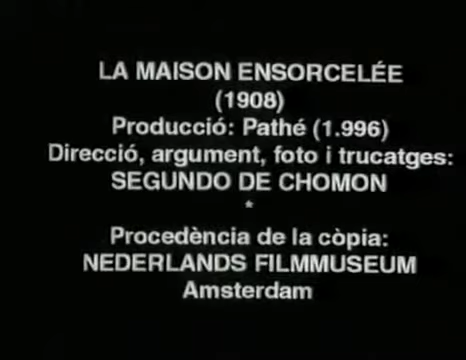 LA MAISON ENSORCELÉE
(1908)
Producció: Pathé (1.996)
Direcció, argument, foto i trucatges:
SEGUNDO DE CHOMON
*
Procedència de la còpia:
NEDERLANDS FILMMUSEUM
Amsterdam